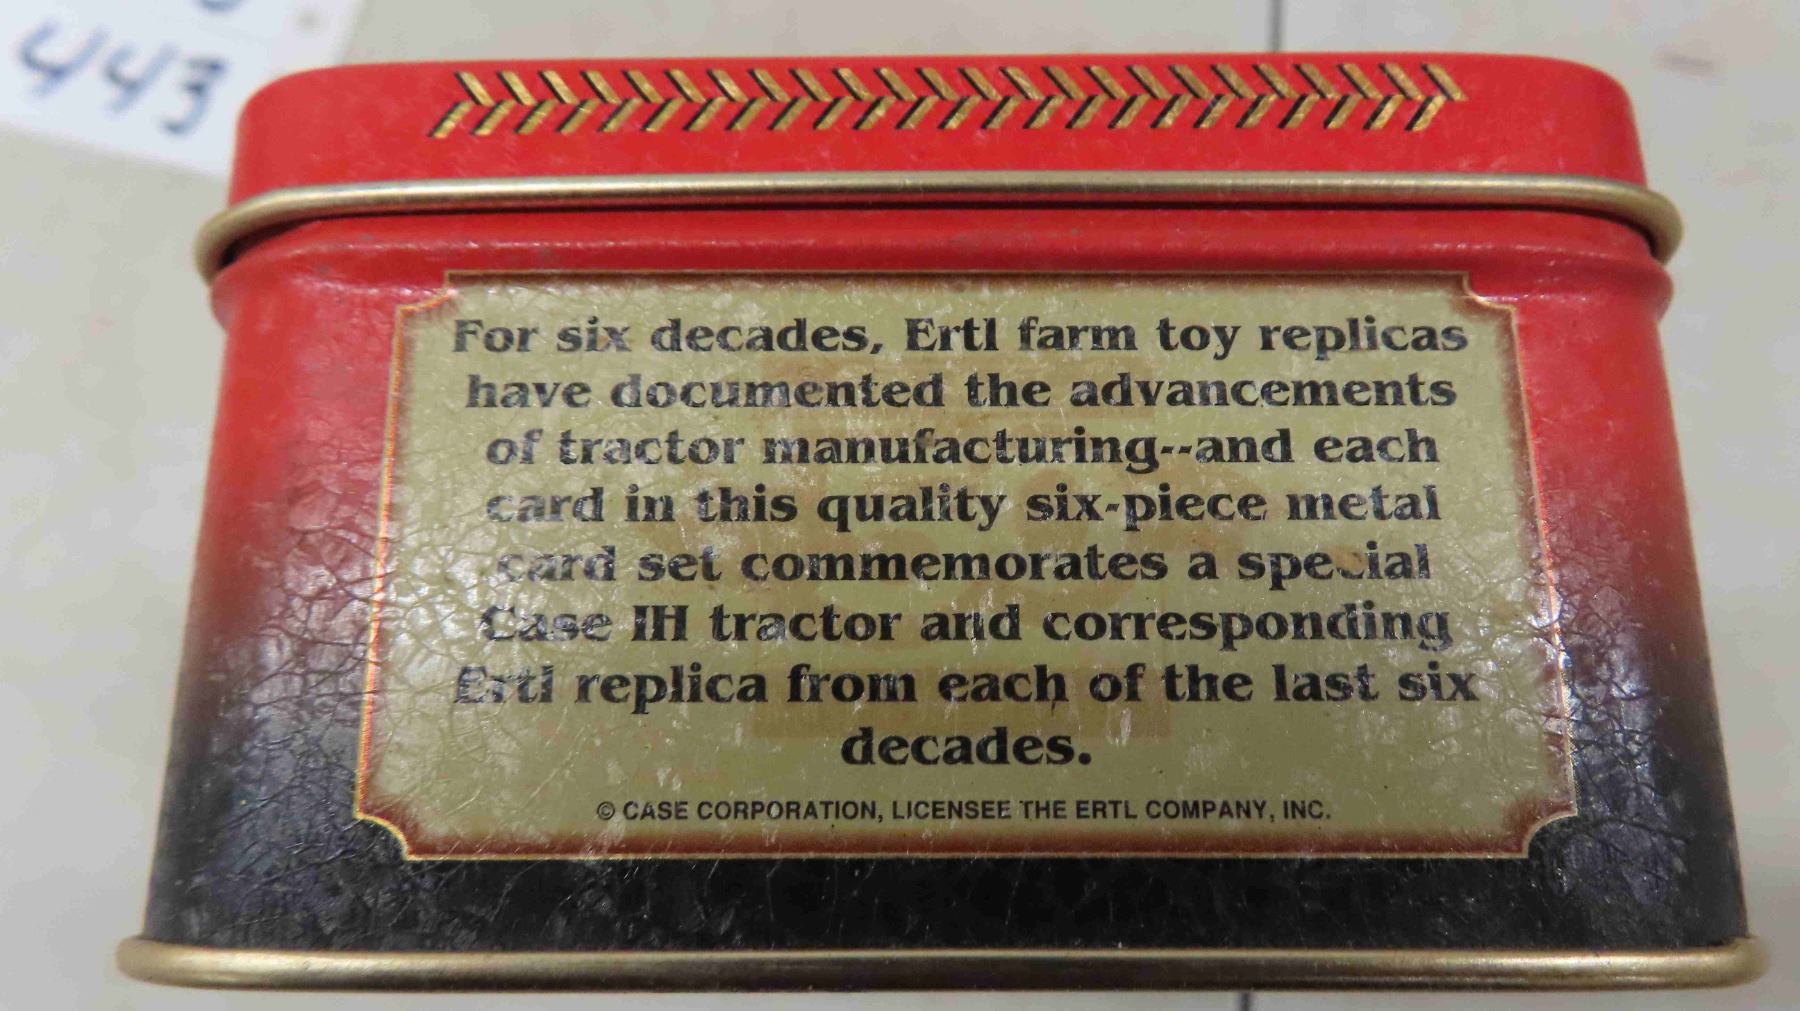 443
For six decades, Ertl farm toy replicas
have documented the advancements
of tractor manufacturing--and each
card in this quality six-piece metal
card set commemorates a special
Case IH tractor and corresponding
Ertl replica from each of the last six
decades.
© CASE CORPORATION, LICENSEE THE ERTL COMPANY, INC.